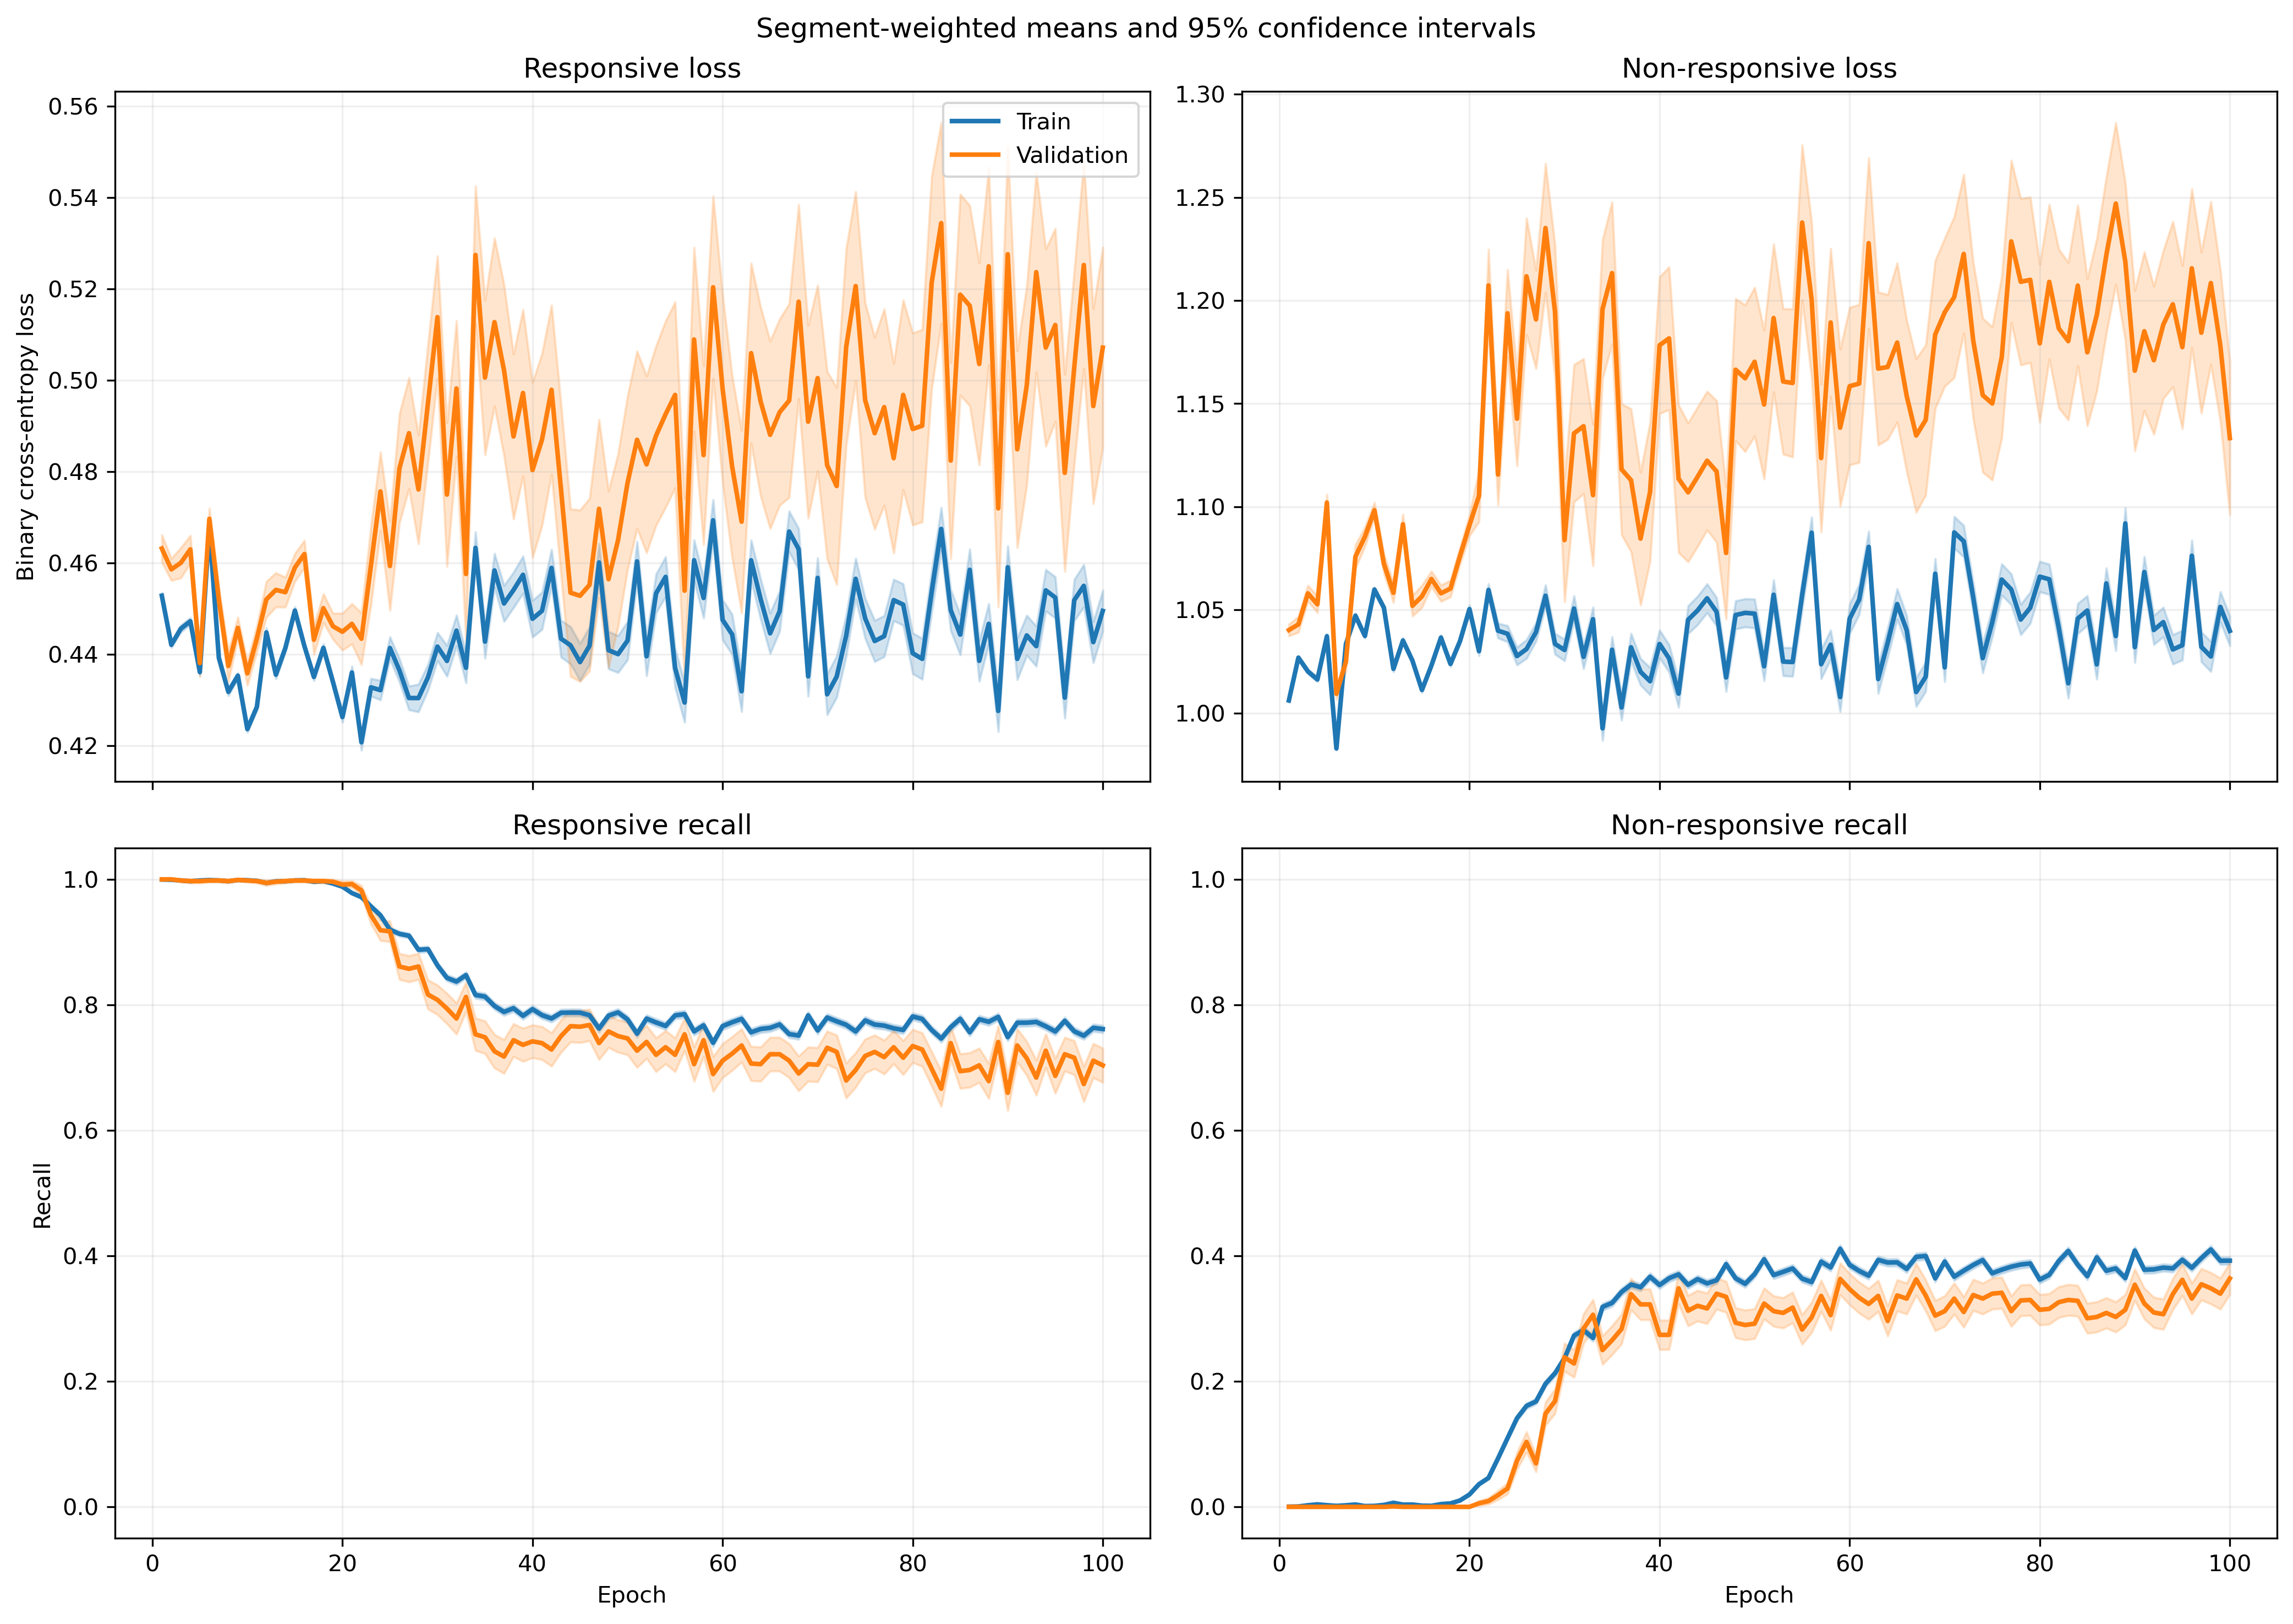 Segment-weighted means and 95% confidence intervals
Responsive loss
Non-responsive loss
Binary cross-entropy loss
0.56
0.54
0.52
0.50
0.48
0.46
0.44
0.42
Train
Validation
1.30
1.25
1.20
1.15
1.10
1.05
1.00
Responsive recall
Non-responsive recall
Recall
1.0
0.8
0.6
0.4
0.2
0.0
0 20 40 60 80 100
Epoch
1.0
0.8
0.6
0.4
0.2
0.0
0 20 40 60 80 100
Epoch